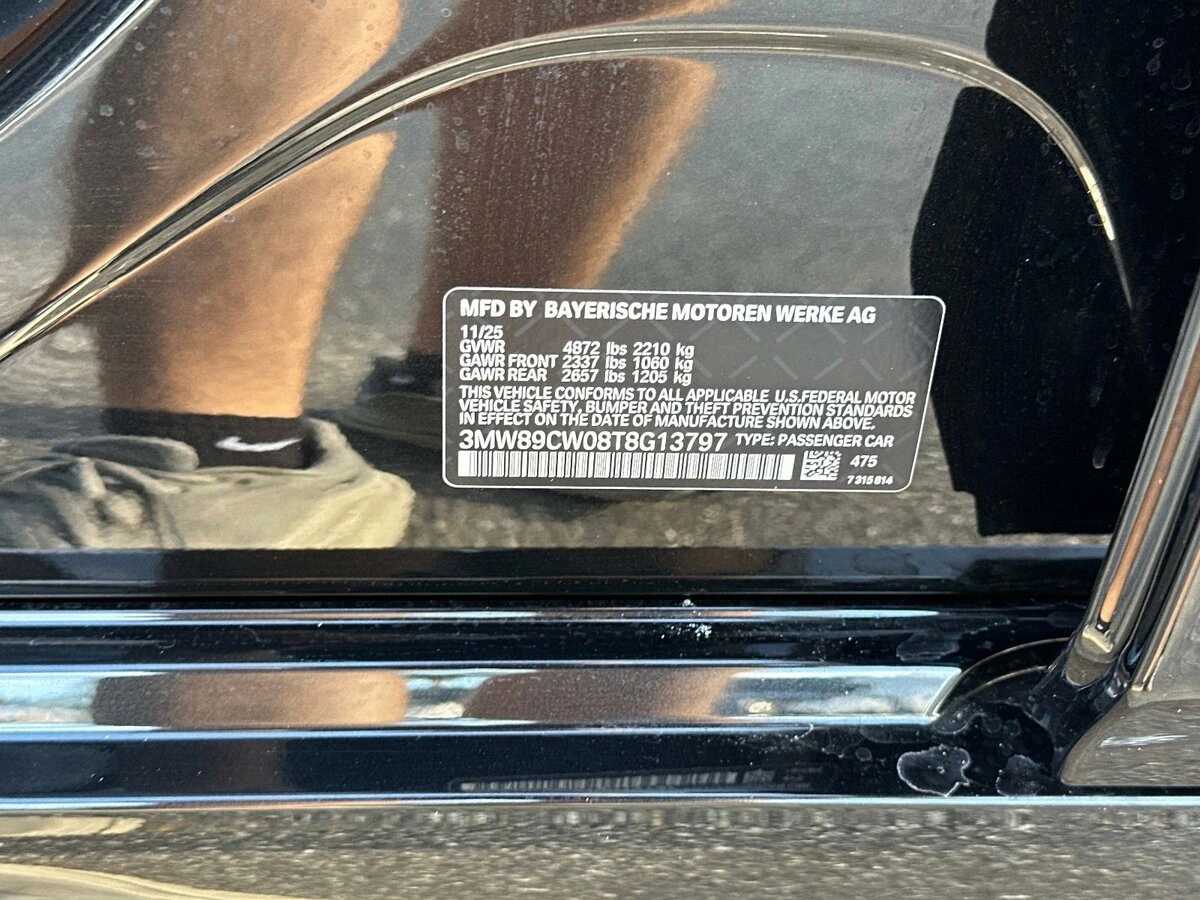 MFD BY BAYERISCHE MOTOREN WERKE AG
11/25
GVWR 4872 lbs 2210 kg
GAWR FRONT 2337 lbs 1060 kg
GAWR REAR 2657 lbs 1205 kg
THIS VEHICLE CONFORMS TO ALL APPLICABLE U.S.FEDERAL MOTOR
VEHICLE SAFETY, BUMPER AND THEFT PREVENTION STANDARDS
IN EFFECT ON THE DATE OF MANUFACTURE SHOWN ABOVE.
3MW89CW08T8G13797 TYPE: PASSENGER CAR
475
7315814